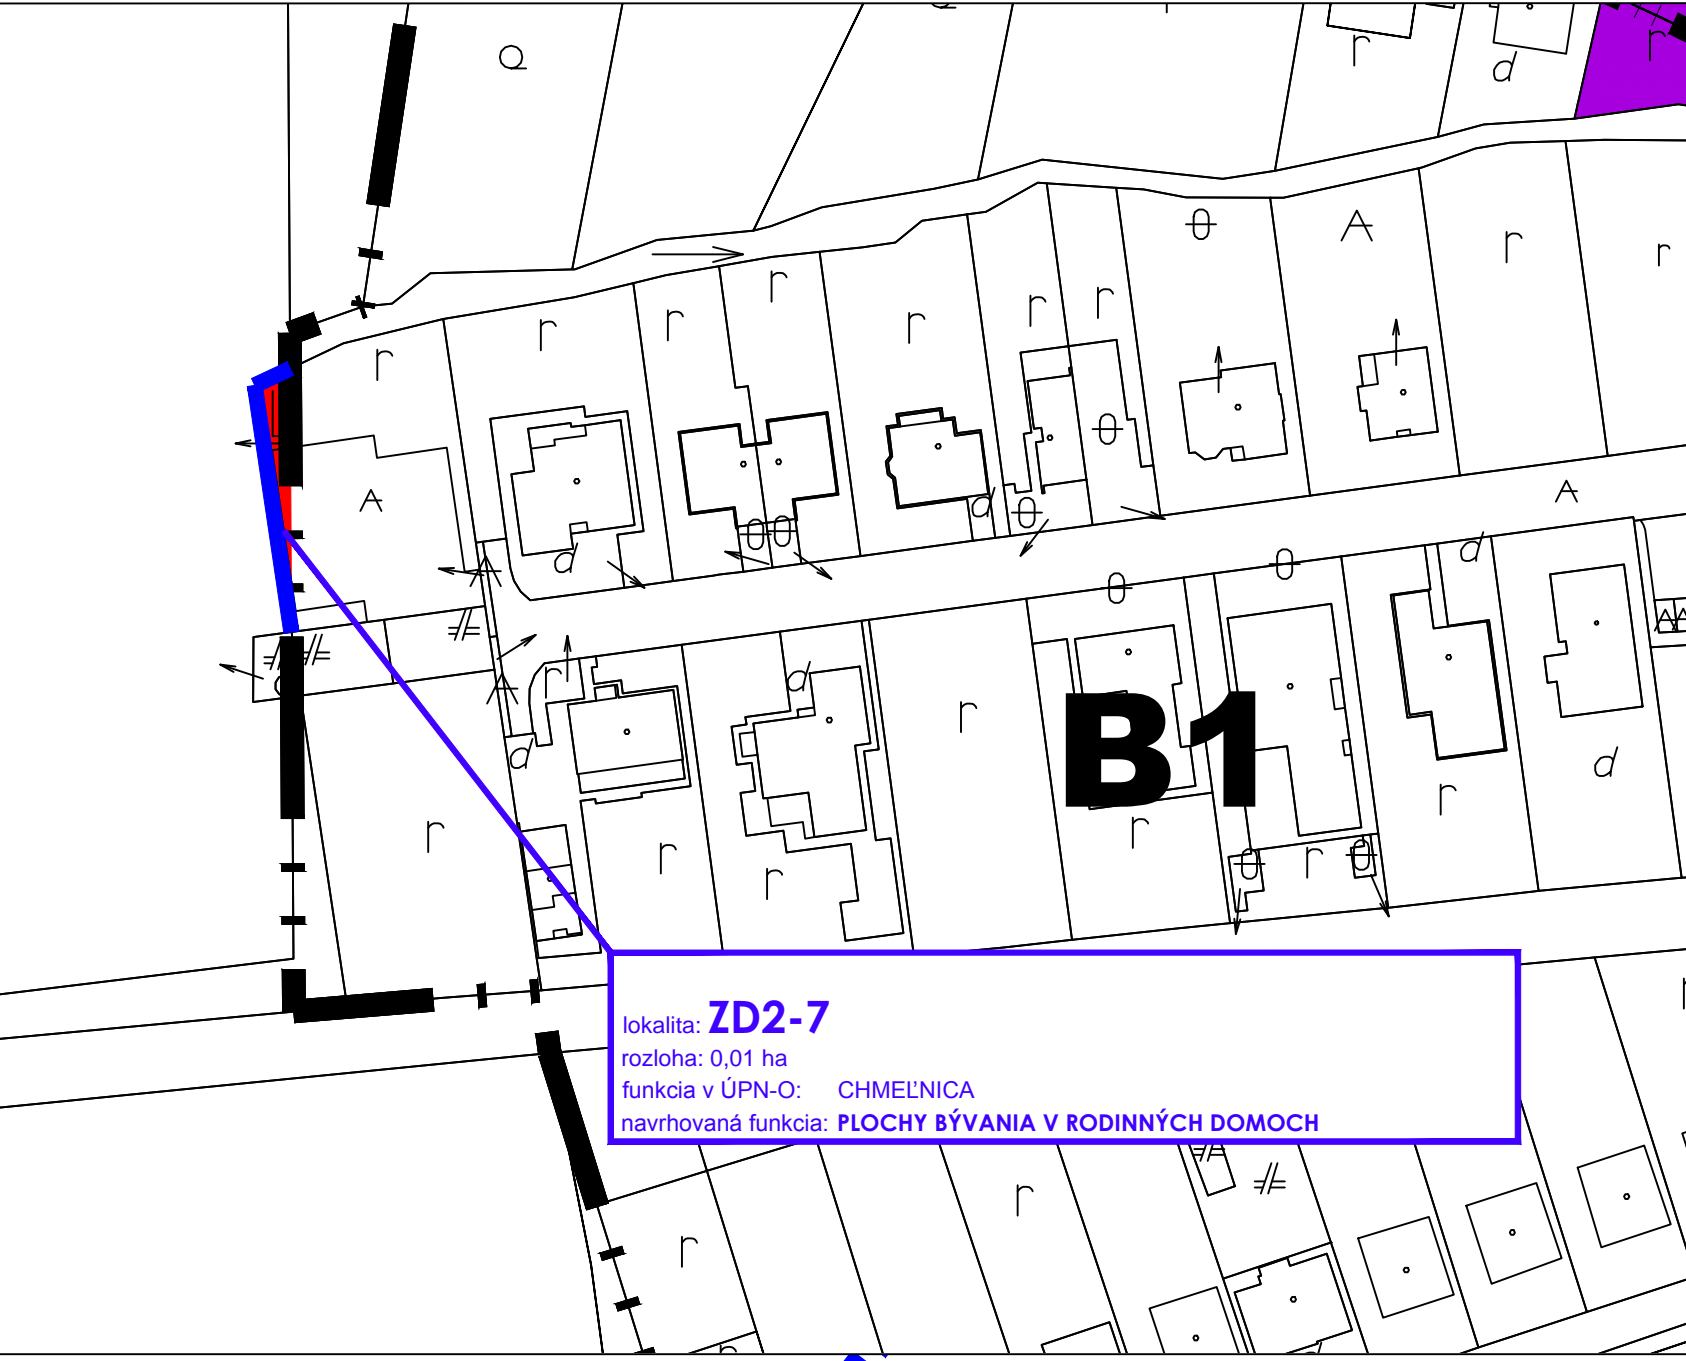 B1
lokalita: ZD2-7
rozloha: 0,01 ha
funkcia v ÚPN-O: CHMEĽNICA
navrhovaná funkcia: PLOCHY BÝVANIA V RODINNÝCH DOMOCH